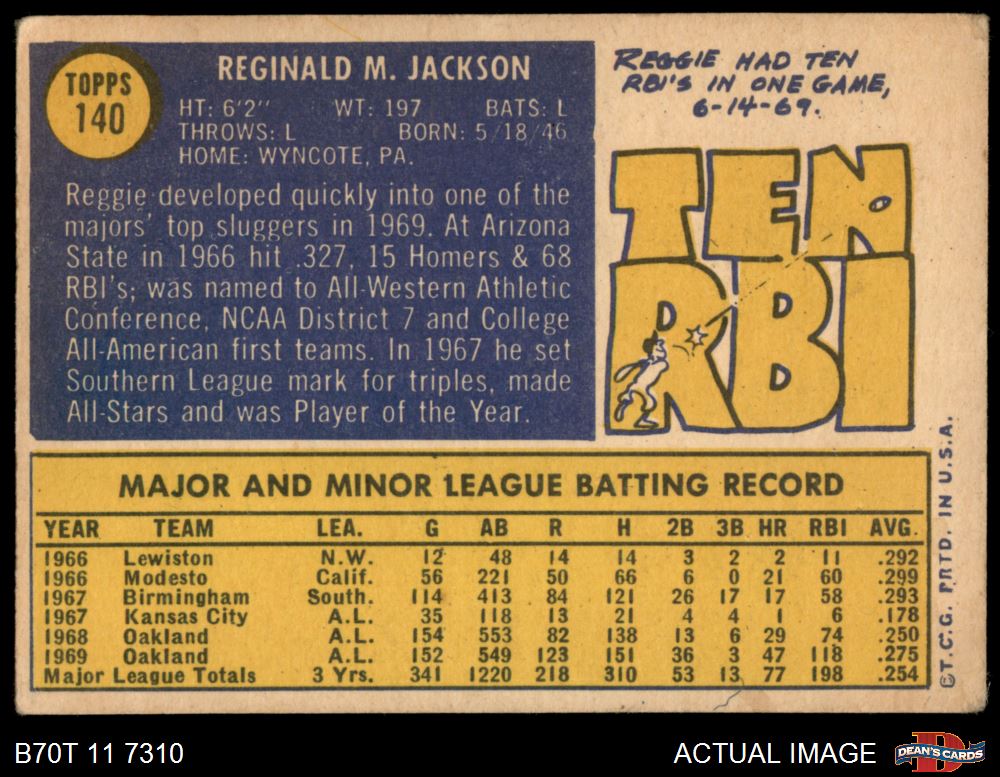 TOPPS
140
REGINALD M. JACKSON
HT: 6'2" WT: 197 BATS: L
THROWS: L BORN: 5/18/46
HOME: WYNCOTE, PA.
Reggie developed quickly into one of the
majors' top sluggers in 1969. At Arizona
State in 1966 hit .327, 15 Homers & 68
RBI's; was named to All-Western Athletic
Conference, NCAA District 7 and College
All-American first teams. In 1967 he set
Southern League mark for triples, made
All-Stars and was Player of the Year.
REGGIE HAD TEN
RBI'S IN ONE GAME,
6-14-69.
TEN
RBI
MAJOR AND MINOR LEAGUE BATTING RECORD
YEAR TEAM LEA. G AB R H 2B 3B HR RBI AVG.
1966 Lewiston N.W. 12 48 14 14 3 2 2 11 .292
1966 Modesto Calif. 56 221 50 66 6 0 21 60 .299
1967 Birmingham South. 114 413 84 121 26 17 17 58 .293
1967 Kansas City A.L. 35 118 13 21 4 4 1 6 .178
1968 Oakland A.L. 154 553 82 138 13 6 29 74 .250
1969 Oakland A.L. 152 549 123 151 36 3 47 118 .275
Major League Totals 3 Yrs. 341 1220 218 310 53 13 77 198 .254
©T.C.G. PRTD. IN U.S.A.
B70T 11 7310
ACTUAL IMAGE
D
DEAN'S CARDS